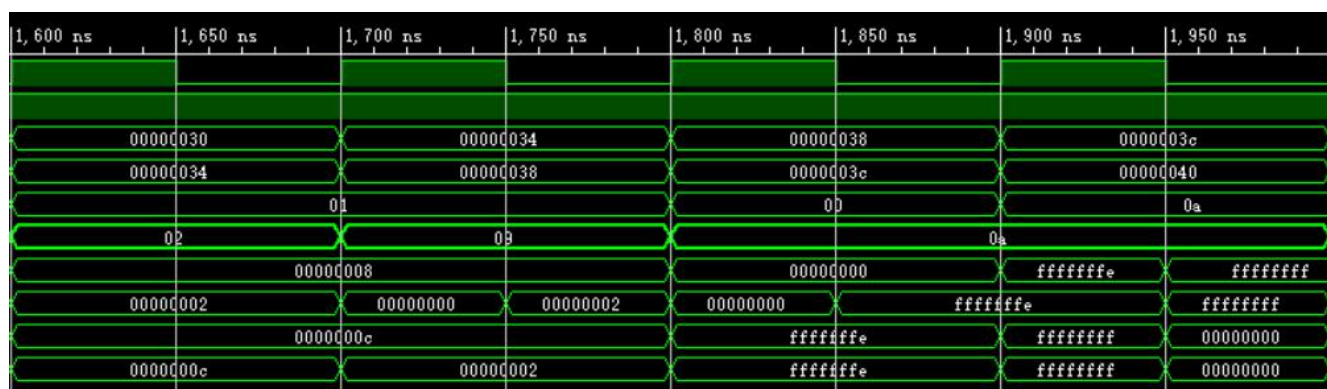 1,600 ns 1,650 ns 1,700 ns 1,750 ns 1,800 ns 1,850 ns 1,900 ns 1,950 ns
00000030 00000034 00000038 0000003c
00000034 00000038 0000003c 00000040
01 00 0a
02 09 0a
00000008 00000000 fffffffe ffffffff
00000002 00000000 00000002 00000000 fffffffe ffffffff
0000000c fffffffe ffffffff 00000000
0000000c 00000002 fffffffe ffffffff 00000000